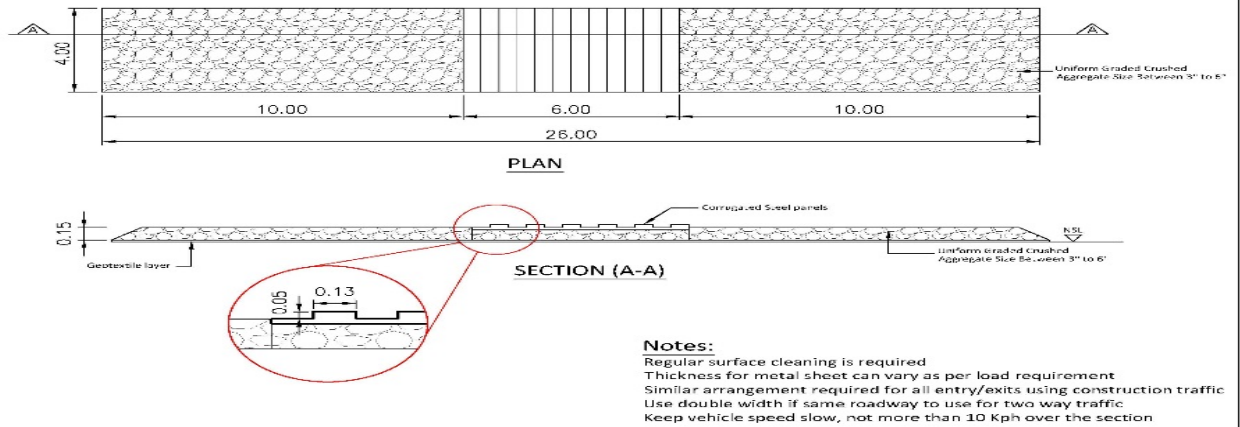 A
A
4.00
Uniform Graded Crushed
Aggregate Size Between 3" to 6"
10.00
6.00
10.00
26.00
PLAN
Corrugated Steel panels
0.15
NSL
Geotextile layer
Uniform Graded Crushed
Aggregate Size Between 3" to 6"
SECTION (A-A)
0.05
0.13
Notes:
Regular surface cleaning is required
Thickness for metal sheet can vary as per load requirement
Similar arrangement required for all entry/exits using construction traffic
Use double width if same roadway to use for two way traffic
Keep vehicle speed slow, not more than 10 Kph over the section